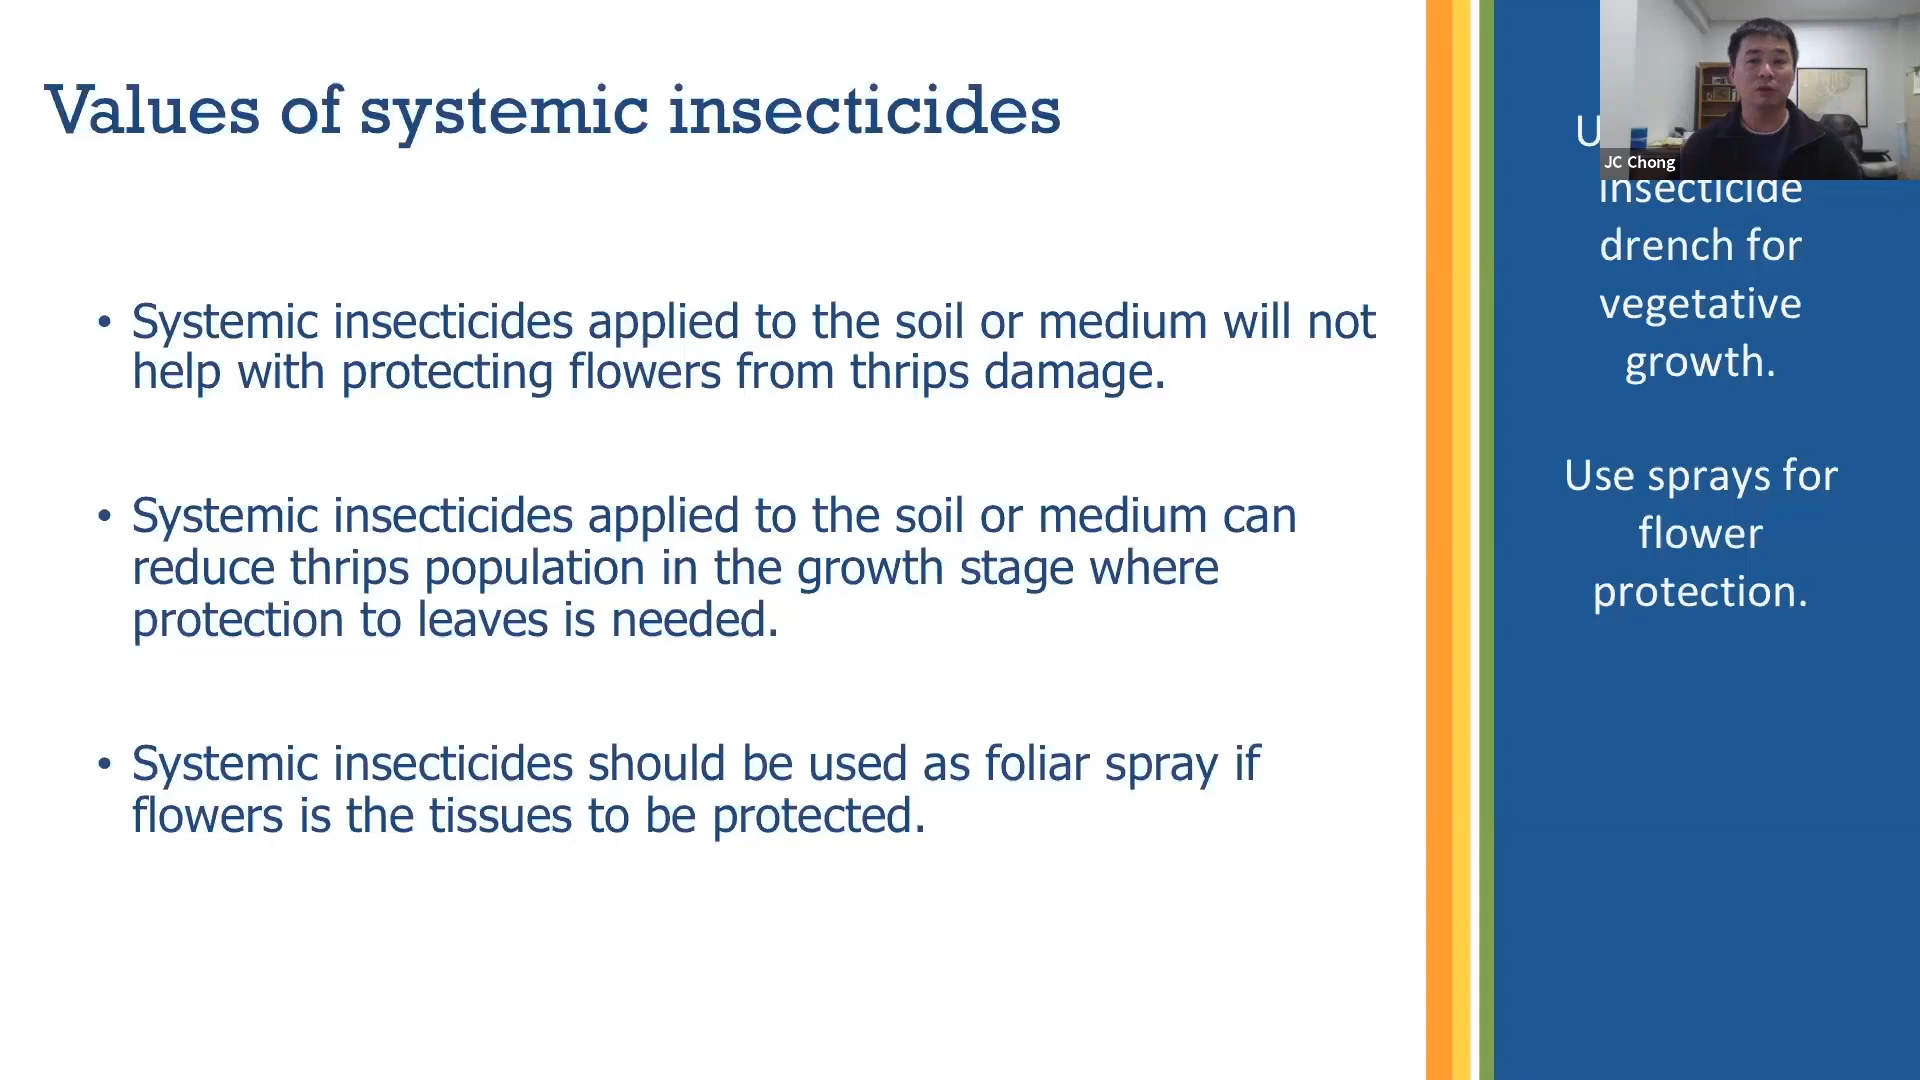 Values of systemic insecticides
• Systemic insecticides applied to the soil or medium will not
help with protecting flowers from thrips damage.
• Systemic insecticides applied to the soil or medium can
reduce thrips population in the growth stage where
protection to leaves is needed.
• Systemic insecticides should be used as foliar spray if
flowers is the tissues to be protected.
JC Chong
insecticide
drench for
vegetative
growth.
Use sprays for
flower
protection.